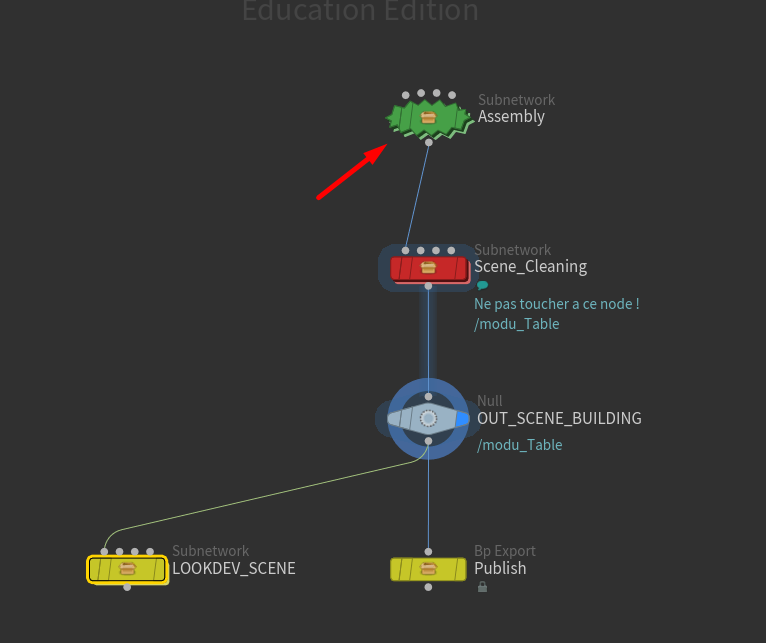 Education Edition
Subnetwork
Assembly
Subnetwork
Scene_Cleaning
Ne pas toucher a ce node !
/modu_Table
Null
OUT_SCENE_BUILDING
/modu_Table
Subnetwork
LOOKDEV_SCENE
Bp Export
Publish